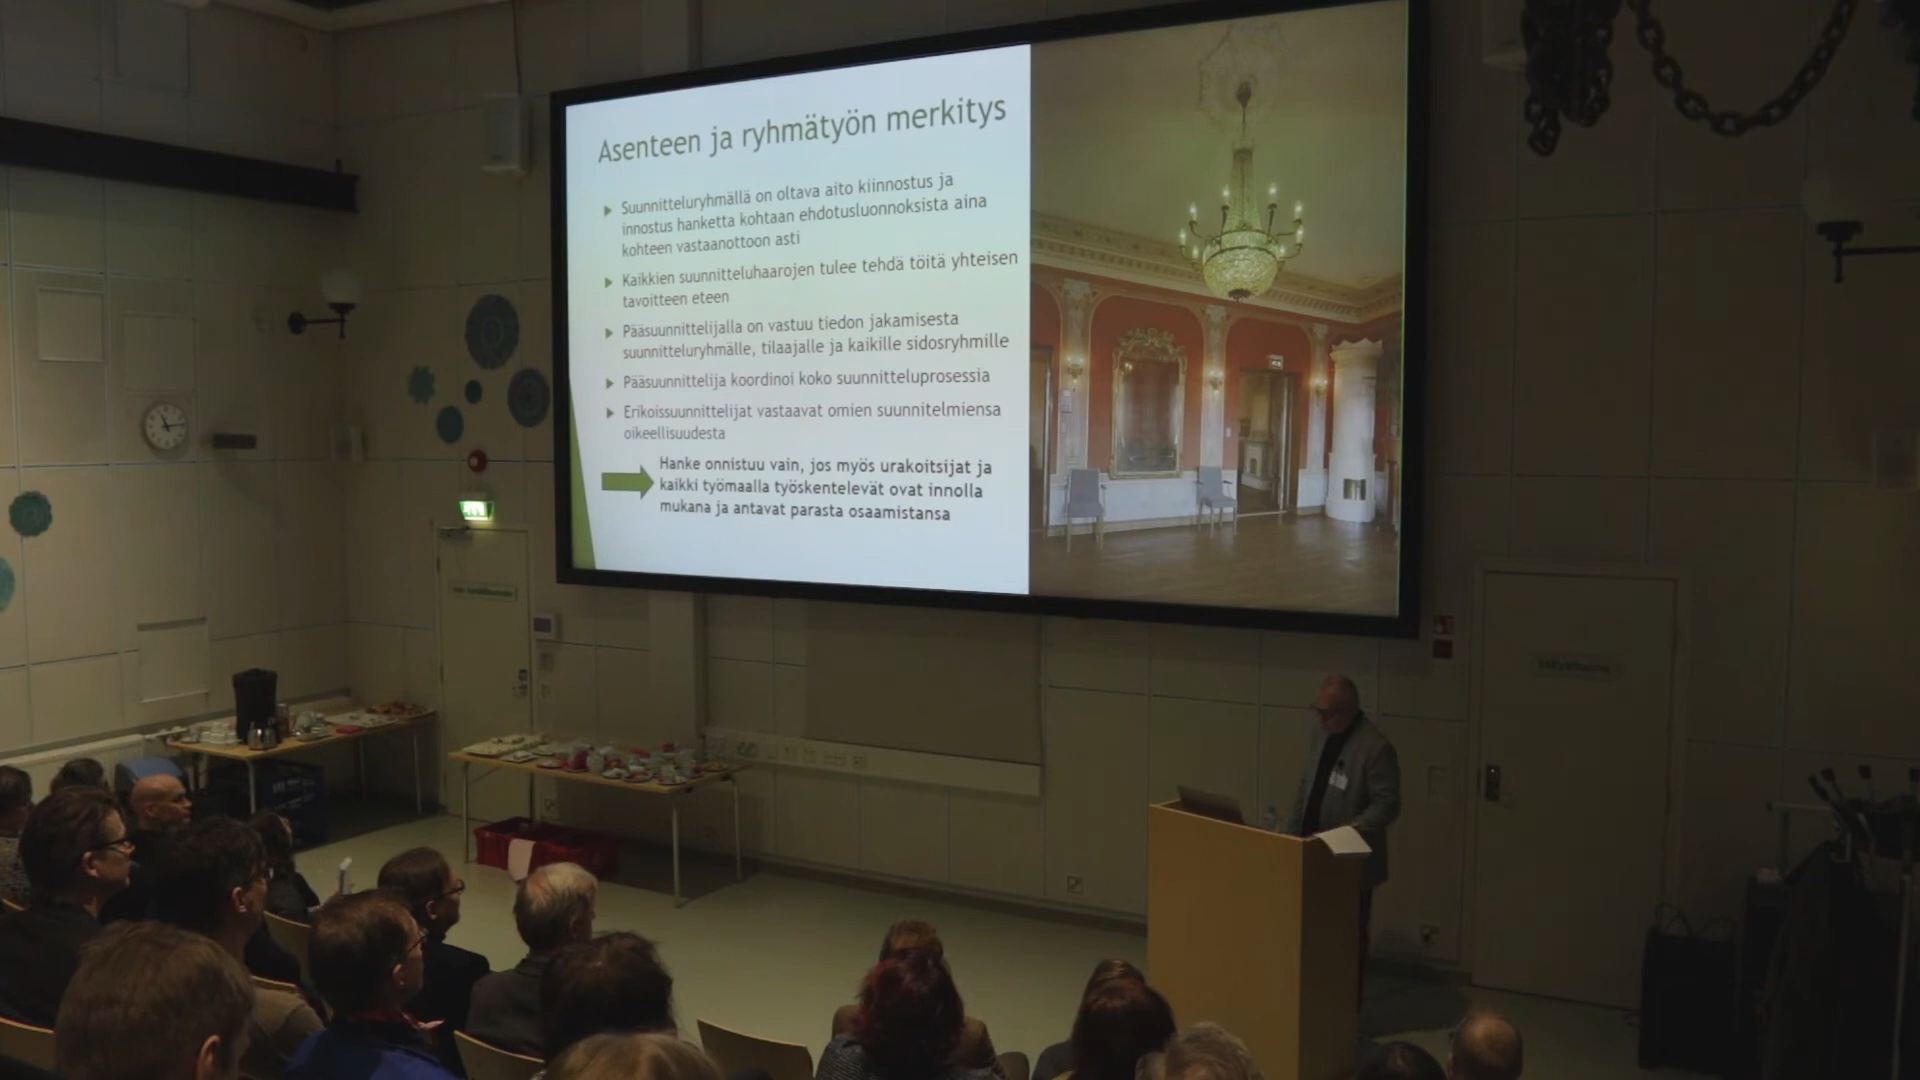 Asenteen ja ryhmätyön merkitys
Suunnitteluryhmällä on oltava aito kiinnostus ja
innostus hanketta kohtaan ehdotusluonnoksista aina
kohteen vastaanottoon asti
Kaikkien suunnitteluhaarojen tulee tehdä töitä yhteisen
tavoitteen eteen
Pääsuunnittelijalla on vastuu tiedon jakamisesta
suunnitteluryhmälle, tilaajalle ja kaikille sidosryhmille
Pääsuunnittelija koordinoi koko suunnitteluprosessia
Erikoissuunnittelijat vastaavat omien suunnitelmiensa
oikeellisuudesta
Hanke onnistuu vain, jos myös urakoitsijat ja
kaikki työmaalla työskentelevät ovat innolla
mukana ja antavat parasta osaamistansa